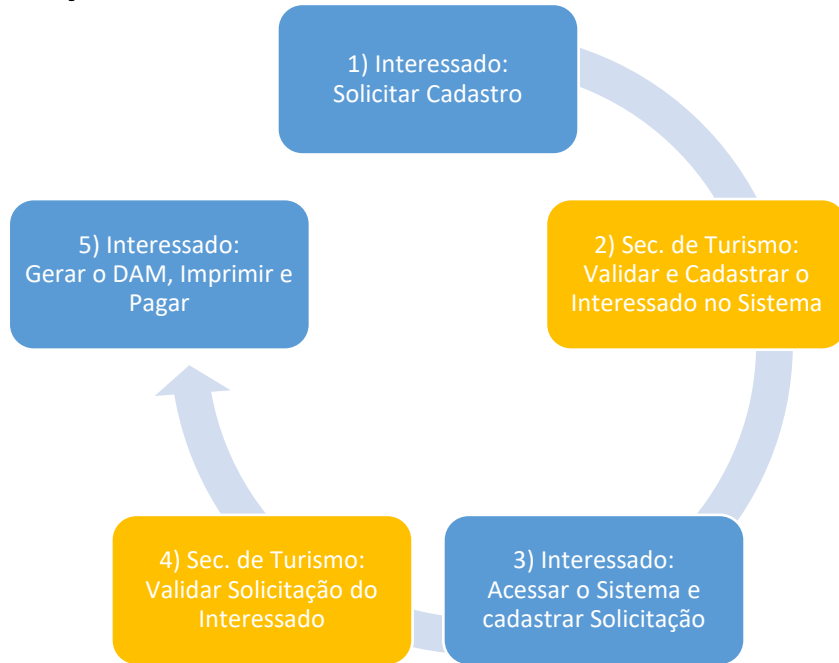 1) Interessado:
Solicitar Cadastro
2) Sec. de Turismo:
Validar e Cadastrar o
Interessado no Sistema
3) Interessado:
Acessar o Sistema e
cadastrar Solicitação
4) Sec. de Turismo:
Validar Solicitação do
Interessado
5) Interessado:
Gerar o DAM, Imprimir e
Pagar